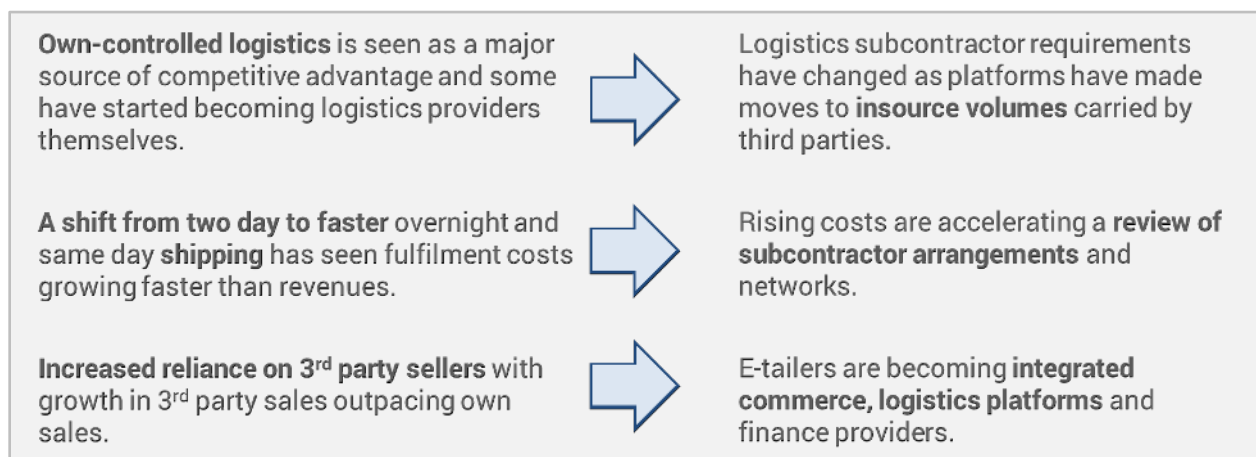 Own-controlled logistics is seen as a major
source of competitive advantage and some
have started becoming logistics providers
themselves.
Logistics subcontractor requirements
have changed as platforms have made
moves to insource volumes carried by
third parties.
A shift from two day to faster overnight and
same day shipping has seen fulfilment costs
growing faster than revenues.
Rising costs are accelerating a review of
subcontractor arrangements and
networks.
Increased reliance on 3rd party sellers with
growth in 3rd party sales outpacing own
sales.
E-tailers are becoming integrated
commerce, logistics platforms and
finance providers.